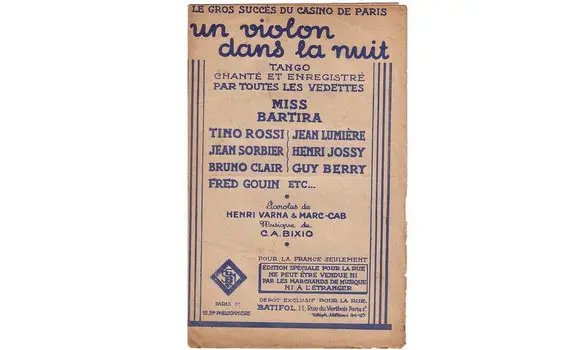 LE GROS SUCCÈS DU CASINO DE PARIS
un violon
dans la nuit
TANGO
CHANTÉ ET ENREGISTRÉ
PAR TOUTES LES VEDETTES
MISS
BARTIRA
TINO ROSSI JEAN LUMIÈRE
JEAN SORBIER HENRI JOSSY
BRUNO CLAIR GUY BERRY
FRED GOUIN ETC...
Paroles de
HENRI VARNA & MARC-CAB
Musique de
C.A. BIXIO
POUR LA FRANCE SEULEMENT
EDITION SPECIALE POUR LA RUE
NE PEUT ÊTRE VENDUE NI
PAR LES MARCHANDS DE MUSIQUE
NI À L'ÉTRANGER
PARIS
DÉPÔT EXCLUSIF POUR LA RUE
BATIFOL, 11, Rue du Vertbois Paris